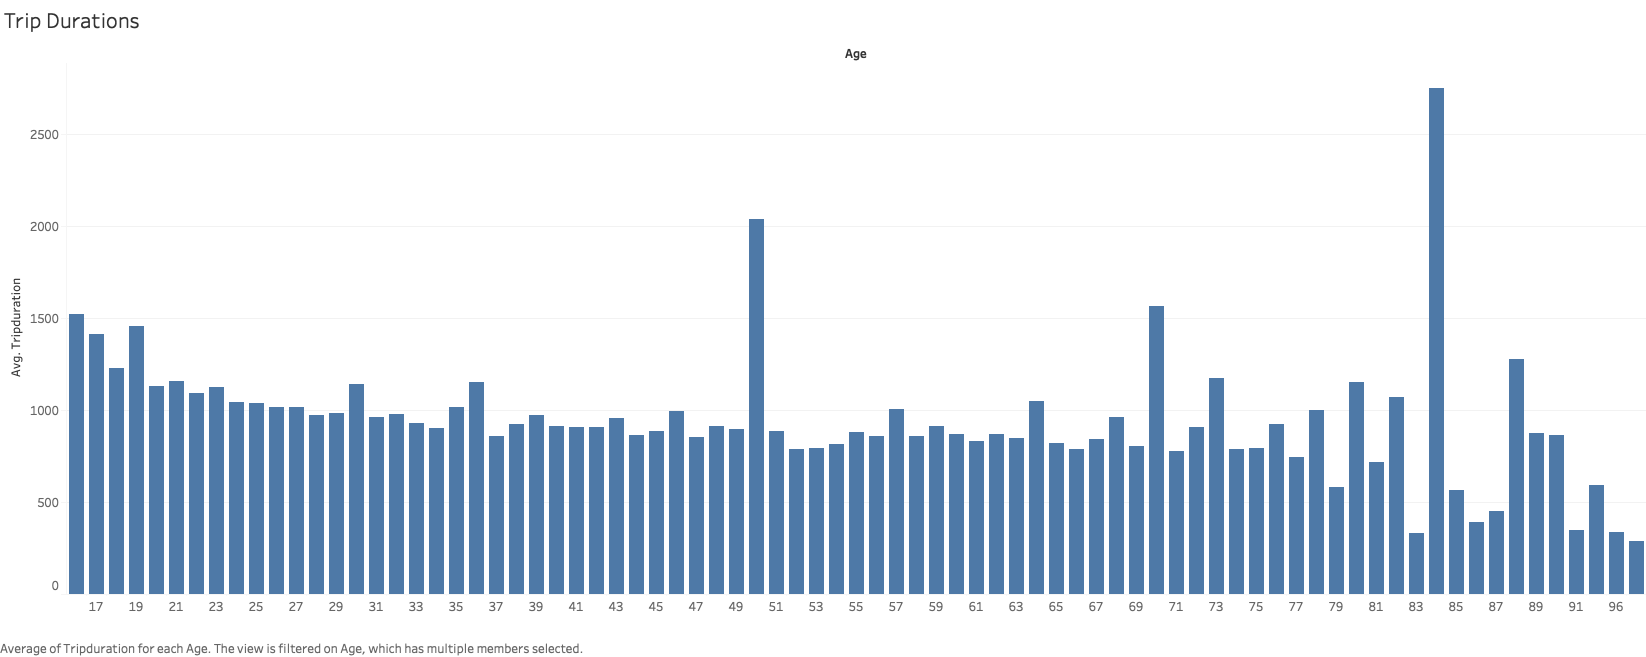 Trip Durations
Age
Avg. Tripduration
2500
2000
1500
1000
500
0
17 19 21 23 25 27 29 31 33 35 37 39 41 43 45 47 49 51 53 55 57 59 61 63 65 67 69 71 73 75 77 79 81 83 85 87 89 91 96
Average of Tripduration for each Age. The view is filtered on Age, which has multiple members selected.